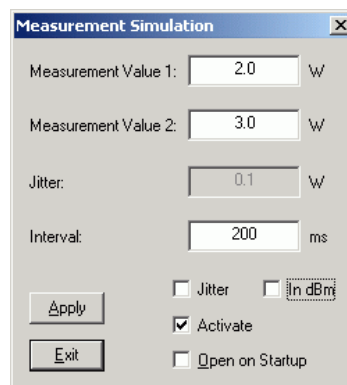 Measurement Simulation
Measurement Value 1: 2.0 W
Measurement Value 2: 3.0 W
Jitter: 0.1 W
Interval: 200 ms
Jitter In dBm
Apply
Activate
Exit
Open on Startup